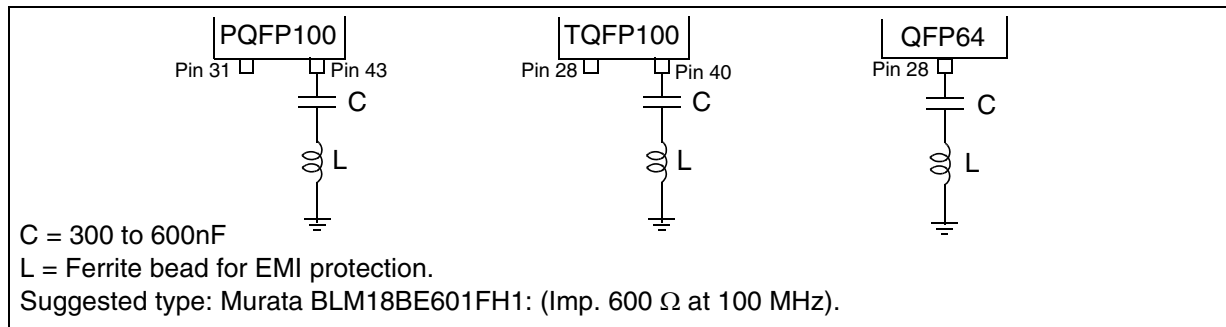 PQFP100
TQFP100
QFP64
Pin 31
Pin 43
Pin 28
Pin 40
Pin 28
C
C
C
L
L
L
C = 300 to 600nF
L = Ferrite bead for EMI protection.
Suggested type: Murata BLM18BE601FH1: (Imp. 600 Ω at 100 MHz).